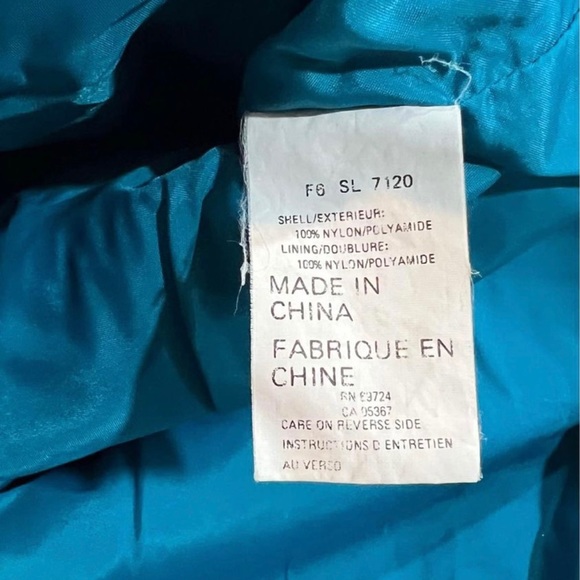 F6 SL 7120
SHELL/EXTERIEUR:
100% NYLON/POLYAMIDE
LINING/DOUBLURE:
100% NYLON/POLYAMIDE
MADE IN
CHINA
FABRIQUE EN
CHINE
RN 83724
CA 05367
CARE ON REVERSE SIDE
INSTRUCTIONS D ENTRETIEN
AU VERSO